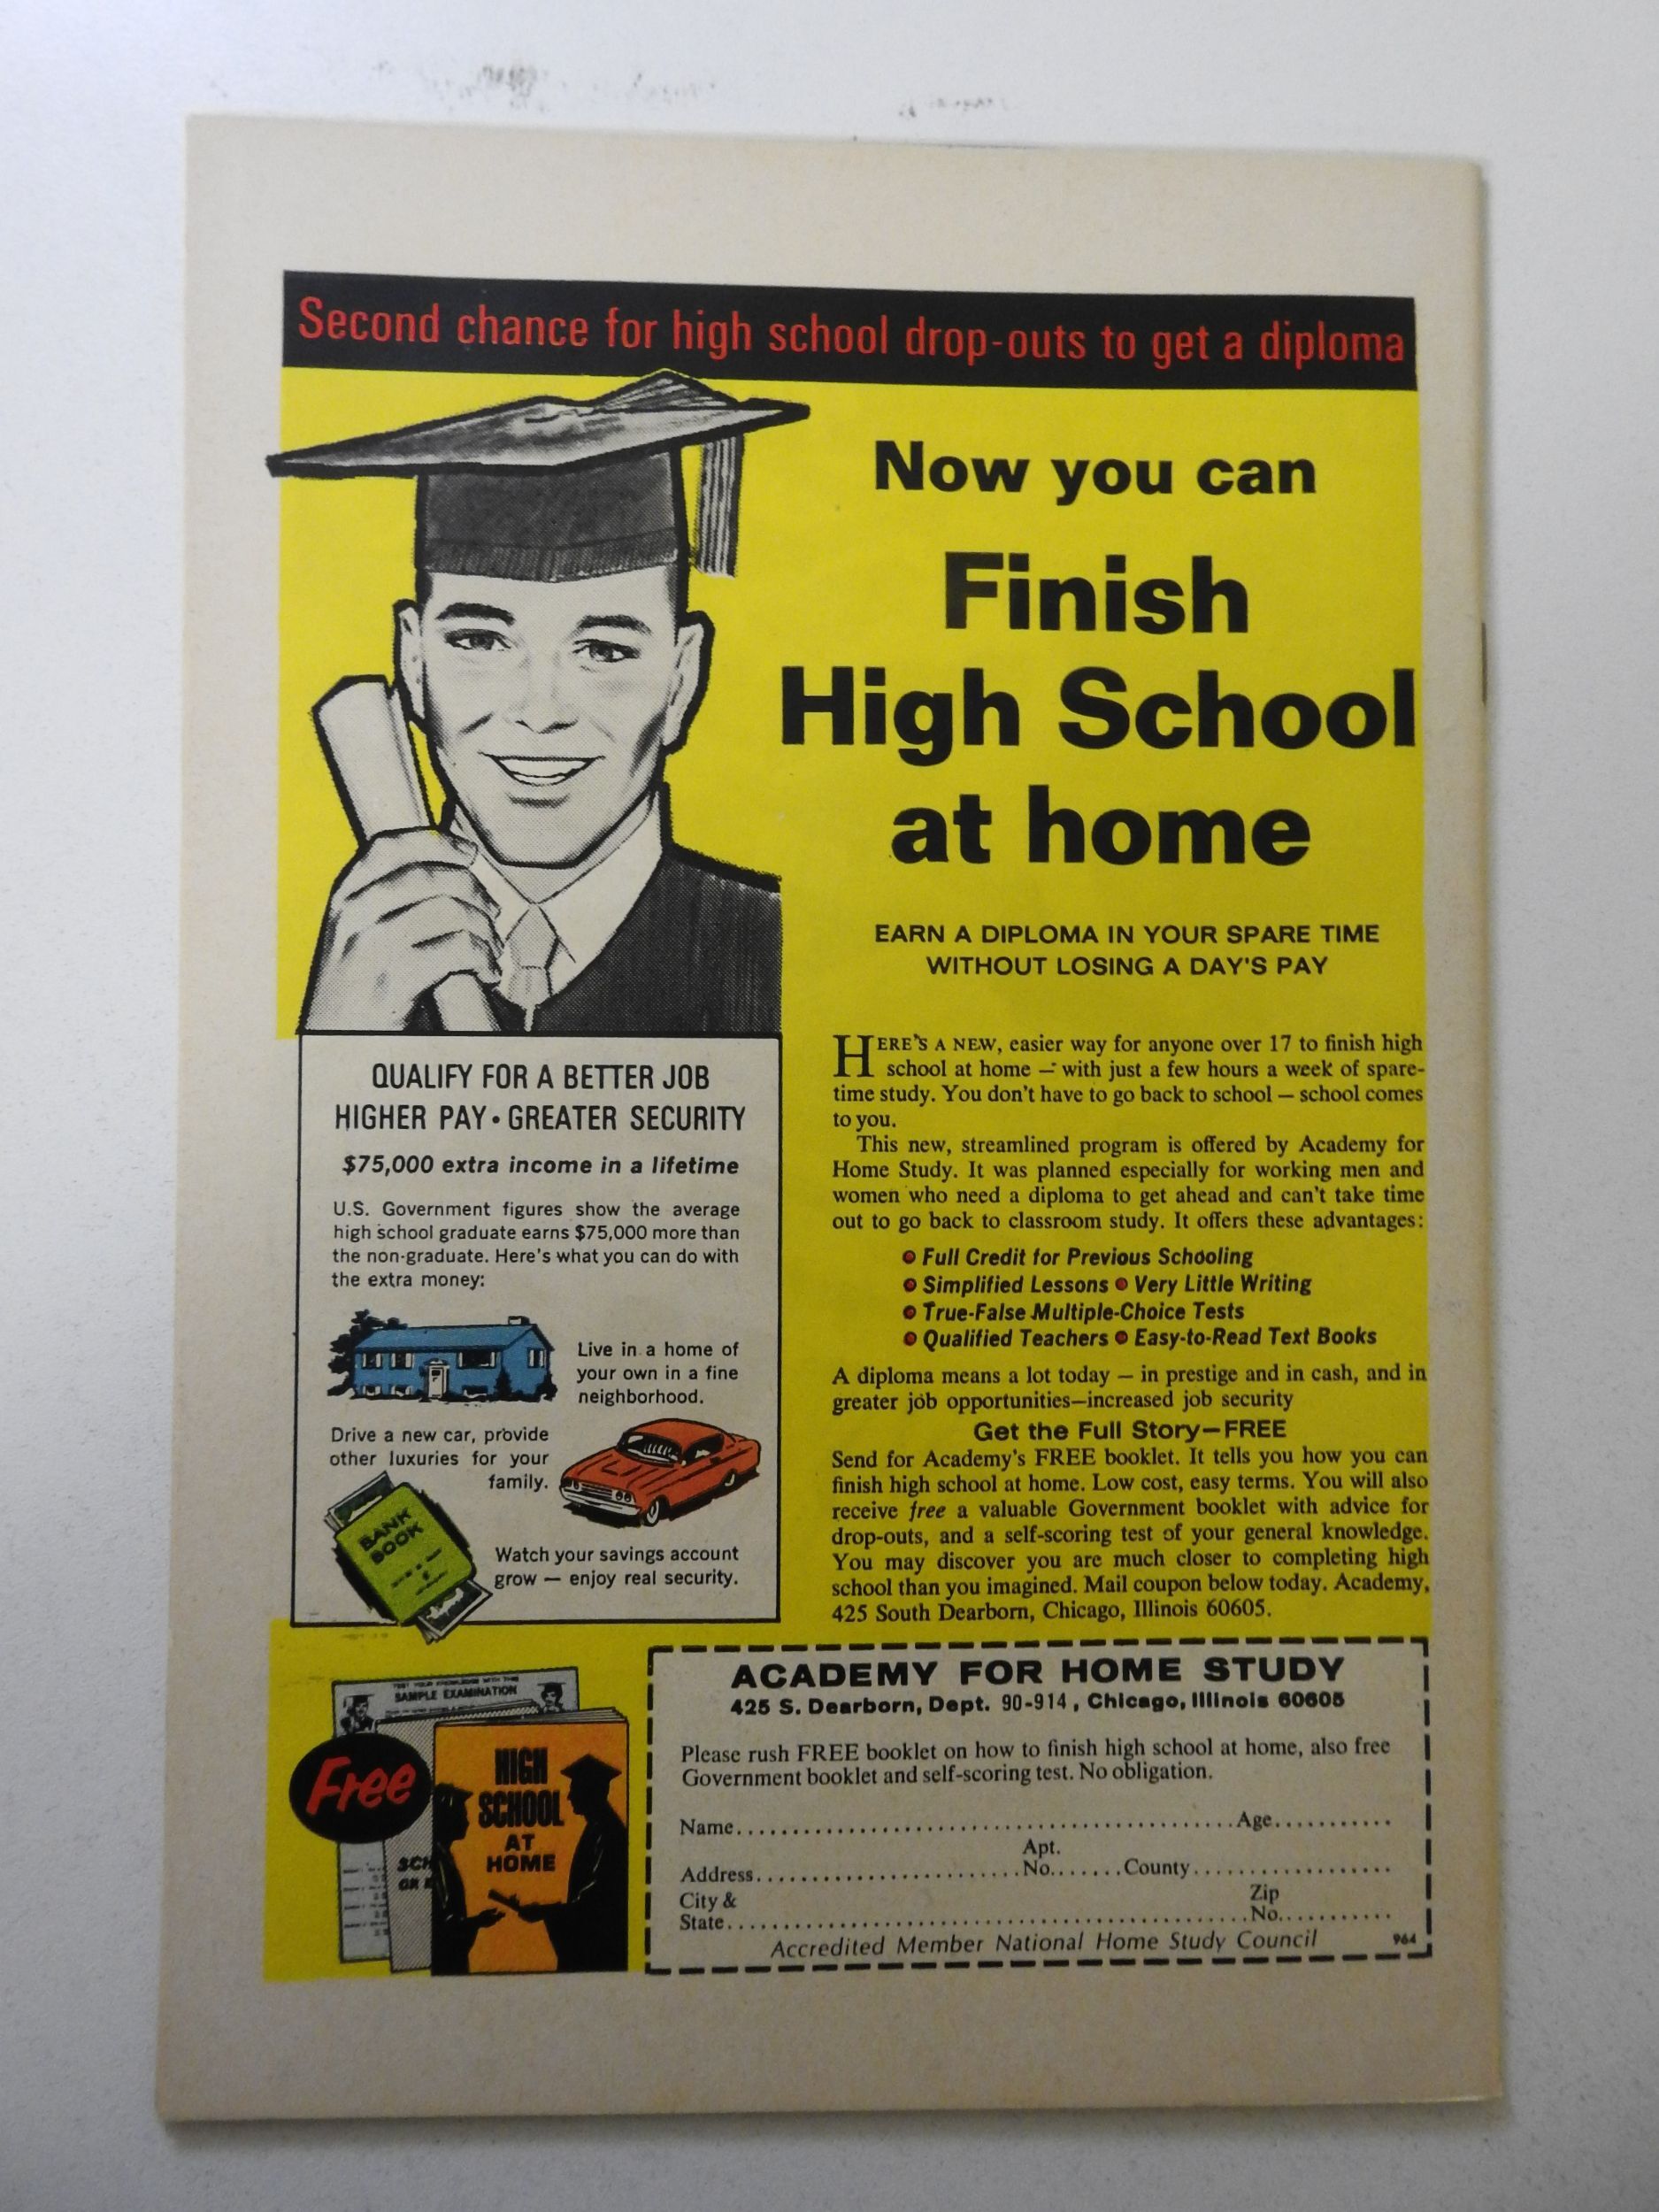 Second chance for high school drop-outs to get a diploma
Now you can
Finish
High School
at home
EARN A DIPLOMA IN YOUR SPARE TIME
WITHOUT LOSING A DAY'S PAY
QUALIFY FOR A BETTER JOB
HIGHER PAY • GREATER SECURITY
$75,000 extra income in a lifetime
U.S. Government figures show the average
high school graduate earns $75,000 more than
the non-graduate. Here's what you can do with
the extra money:
Live in a home of
your own in a fine
neighborhood.
Drive a new car, provide
other luxuries for your
family.
BANK
BOOK
Watch your savings account
grow — enjoy real security.
HERE'S A NEW, easier way for anyone over 17 to finish high
school at home — with just a few hours a week of spare-
time study. You don't have to go back to school — school comes
to you.
This new, streamlined program is offered by Academy for
Home Study. It was planned especially for working men and
women who need a diploma to get ahead and can't take time
out to go back to classroom study. It offers these advantages:
• Full Credit for Previous Schooling
• Simplified Lessons • Very Little Writing
• True-False Multiple-Choice Tests
• Qualified Teachers • Easy-to-Read Text Books
A diploma means a lot today — in prestige and in cash, and in
greater job opportunities—increased job security
Get the Full Story—FREE
Send for Academy's FREE booklet. It tells you how you can
finish high school at home. Low cost, easy terms. You will also
receive free a valuable Government booklet with advice for
drop-outs, and a self-scoring test of your general knowledge.
You may discover you are much closer to completing high
school than you imagined. Mail coupon below today. Academy,
425 South Dearborn, Chicago, Illinois 60605.
TEST YOUR KNOWLEDGE WITH THIS
SAMPLE EXAMINATION
Free
HIGH
SCHOOL
AT
HOME
SCH
OR
ACADEMY FOR HOME STUDY
425 S. Dearborn, Dept. 90-914, Chicago, Illinois 60605
Please rush FREE booklet on how to finish high school at home, also free
Government booklet and self-scoring test. No obligation.
Name.............................................Age...........
Apt.
Address........................No.......County..................
City & Zip
State...............................................No...........
Accredited Member National Home Study Council 964